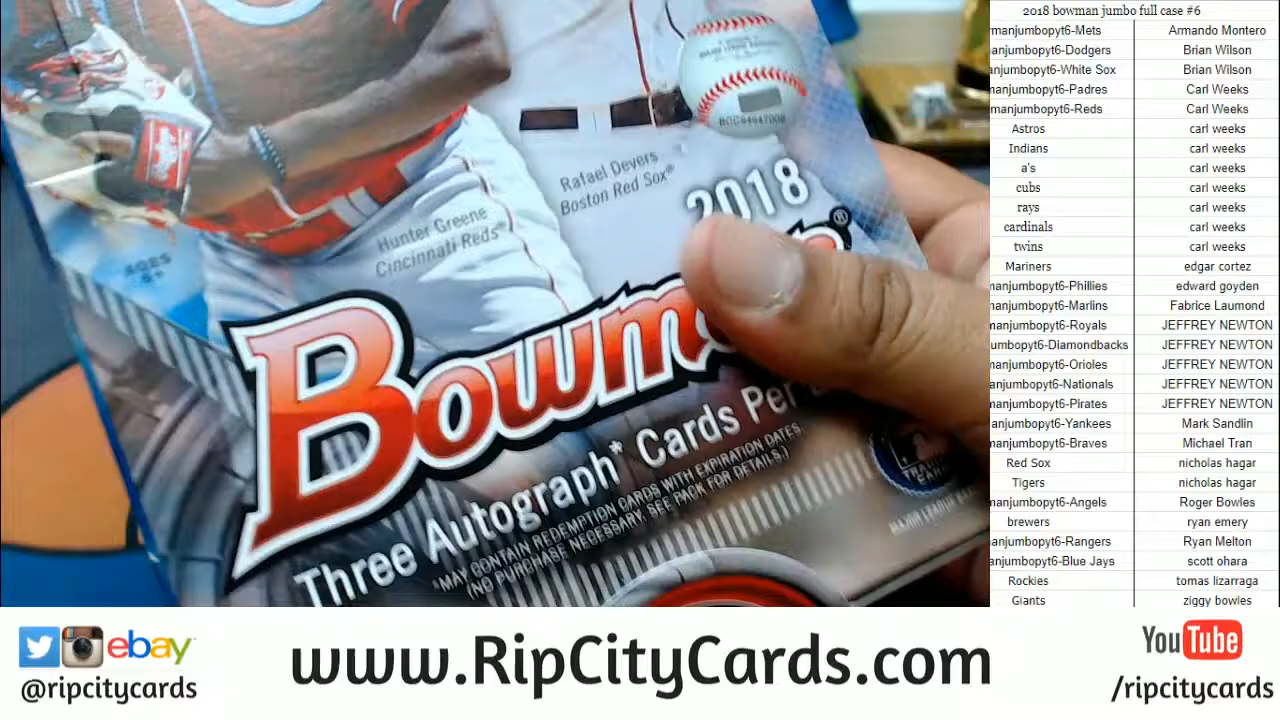 2018 bowman jumbo full case #6
rmanjumbopyt6-Mets Armando Montero
anjumbopyt6-Dodgers Brian Wilson
anjumbopyt6-White Sox Brian Wilson
manjumbopyt6-Padres Carl Weeks
manjumbopyt6-Reds Carl Weeks
Astros carl weeks
Indians carl weeks
a's carl weeks
cubs carl weeks
rays carl weeks
cardinals carl weeks
twins carl weeks
Mariners edgar cortez
manjumbopyt6-Phillies edward goyden
manjumbopyt6-Marlins Fabrice Laumond
manjumbopyt6-Royals JEFFREY NEWTON
umbopyt6-Diamondbacks JEFFREY NEWTON
manjumbopyt6-Orioles JEFFREY NEWTON
anjumbopyt6-Nationals JEFFREY NEWTON
manjumbopyt6-Pirates JEFFREY NEWTON
manjumbopyt6-Yankees Mark Sandlin
manjumbopyt6-Braves Michael Tran
Red Sox nicholas hagar
Tigers nicholas hagar
manjumbopyt6-Angels Roger Bowles
brewers ryan emery
manjumbopyt6-Rangers Ryan Melton
anjumbopyt6-Blue Jays scott ohara
Rockies tomas lizarraga
Giants ziggy bowles
Rafael Devers
Boston Red Sox®
Hunter Greene
Cincinnati Reds®
AGES
6+
2018
Bowm
®
Three Autograph* Cards Per
*MAY CONTAIN REDEMPTION CARDS WITH EXPIRATION DATES.
(NO PURCHASE NECESSARY. SEE PACK FOR DETAILS.)
MAJOR LEAGUE
ebay
@ripcitycards
www.RipCityCards.com
YouTube
/ripcitycards